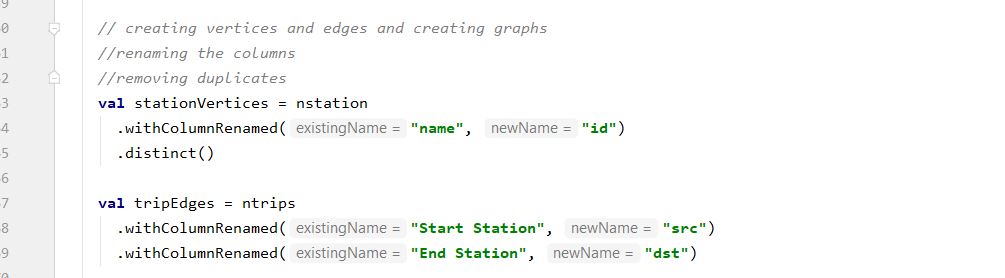 9
0 // creating vertices and edges and creating graphs
1 //renaming the columns
2 //removing duplicates
3 val stationVertices = nstation
4 .withColumnRenamed( existingName = "name", newName = "id")
5 .distinct()
6
7 val tripEdges = ntrips
8 .withColumnRenamed( existingName = "Start Station", newName = "src")
9 .withColumnRenamed( existingName = "End Station", newName = "dst")